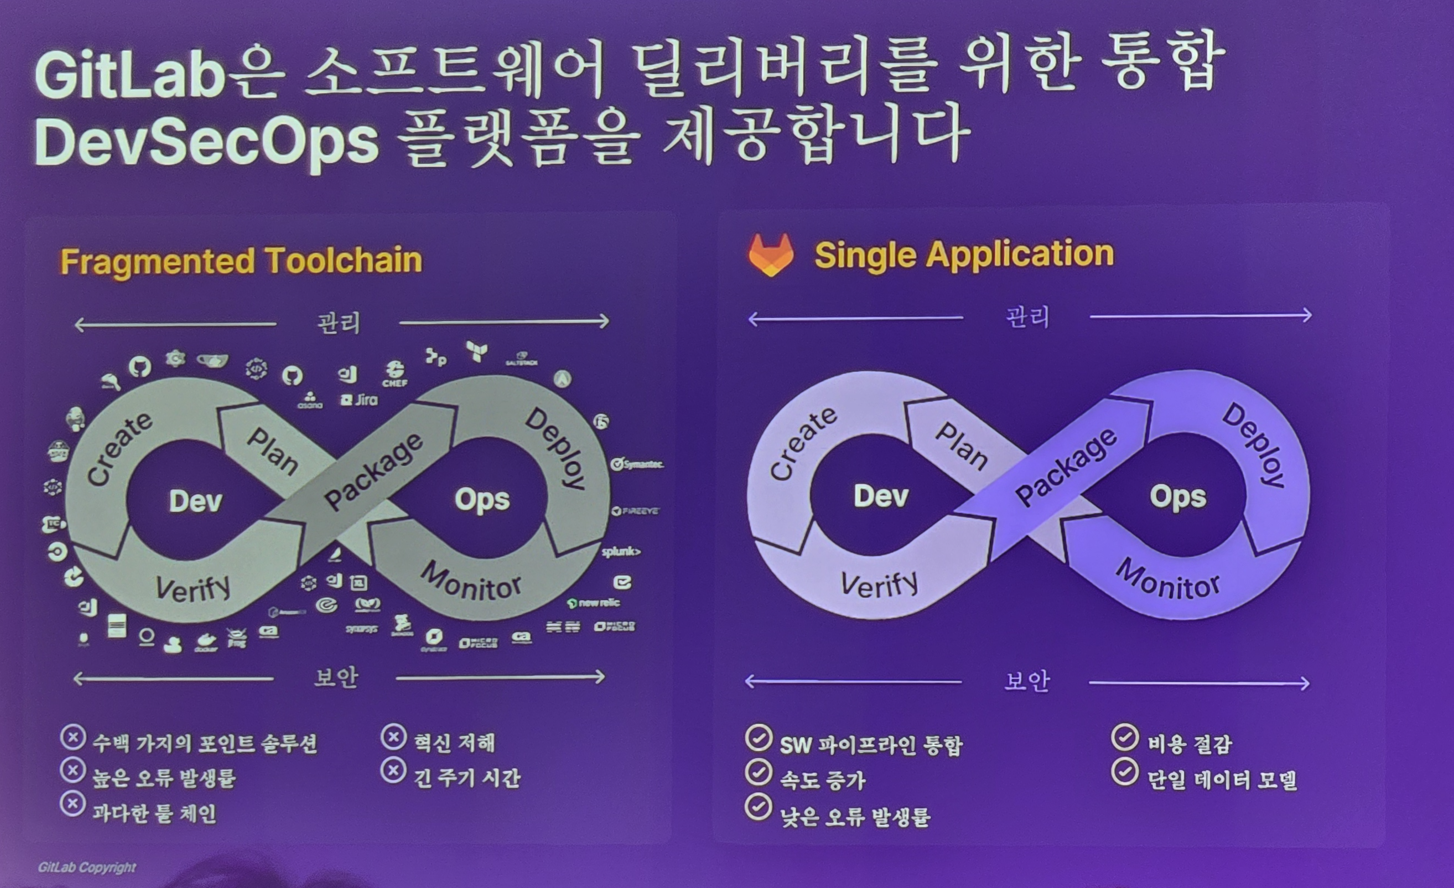 GitLab은 소프트웨어 딜리버리를 위한 통합
DevSecOps 플랫폼을 제공합니다
Fragmented Toolchain
관리
CHEF
SALTSTACK
asana
Jira
Create
Plan
Package
Deploy
Dev
Ops
Verify
Monitor
Symantec.
FIREEYE
splunk>
new relic
MICRO FOCUS
synopsys
docker
ca
MICRO FOCUS
ca
보안
수백 가지의 포인트 솔루션
높은 오류 발생률
과다한 툴 체인
혁신 저해
긴 주기 시간
Single Application
관리
Create
Plan
Package
Deploy
Dev
Ops
Verify
Monitor
보안
SW 파이프라인 통합
속도 증가
낮은 오류 발생률
비용 절감
단일 데이터 모델
GitLab Copyright